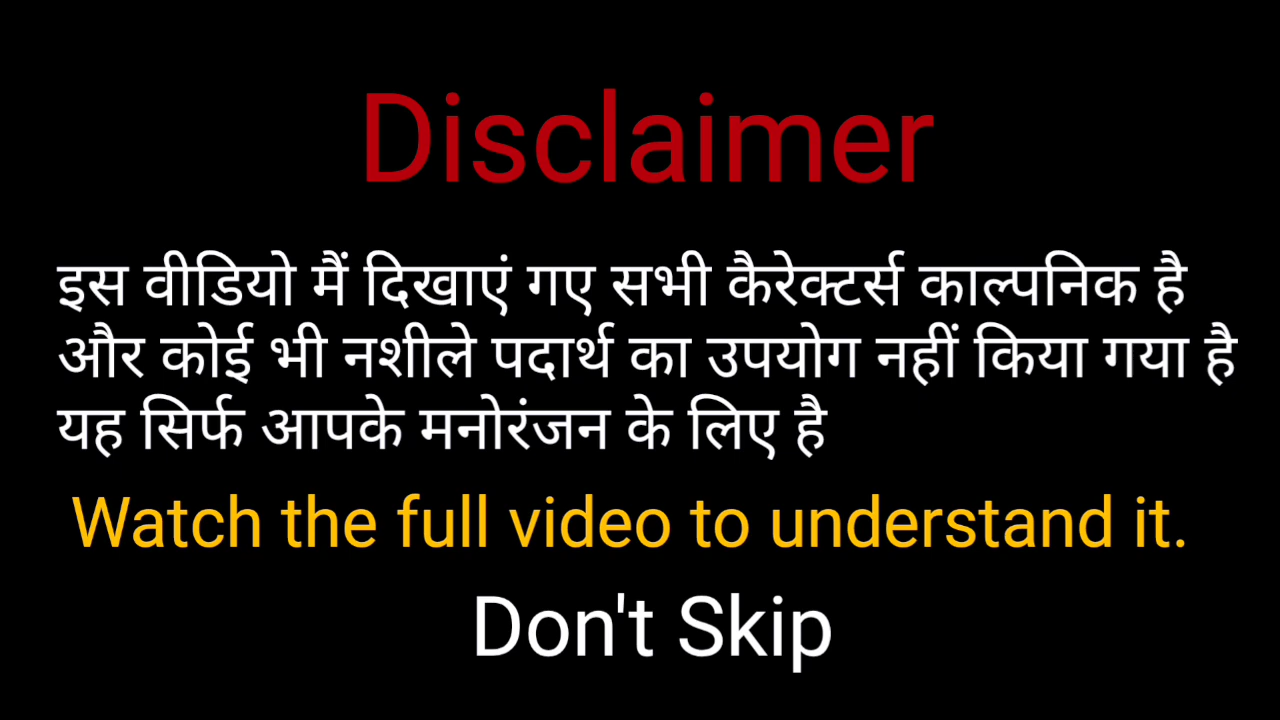 Disclaimer
इस वीडियो मैं दिखाएं गए सभी कैरेक्टर्स काल्पनिक है
और कोई भी नशीले पदार्थ का उपयोग नहीं किया गया है
यह सिर्फ आपके मनोरंजन के लिए है
Watch the full video to understand it.
Don't Skip